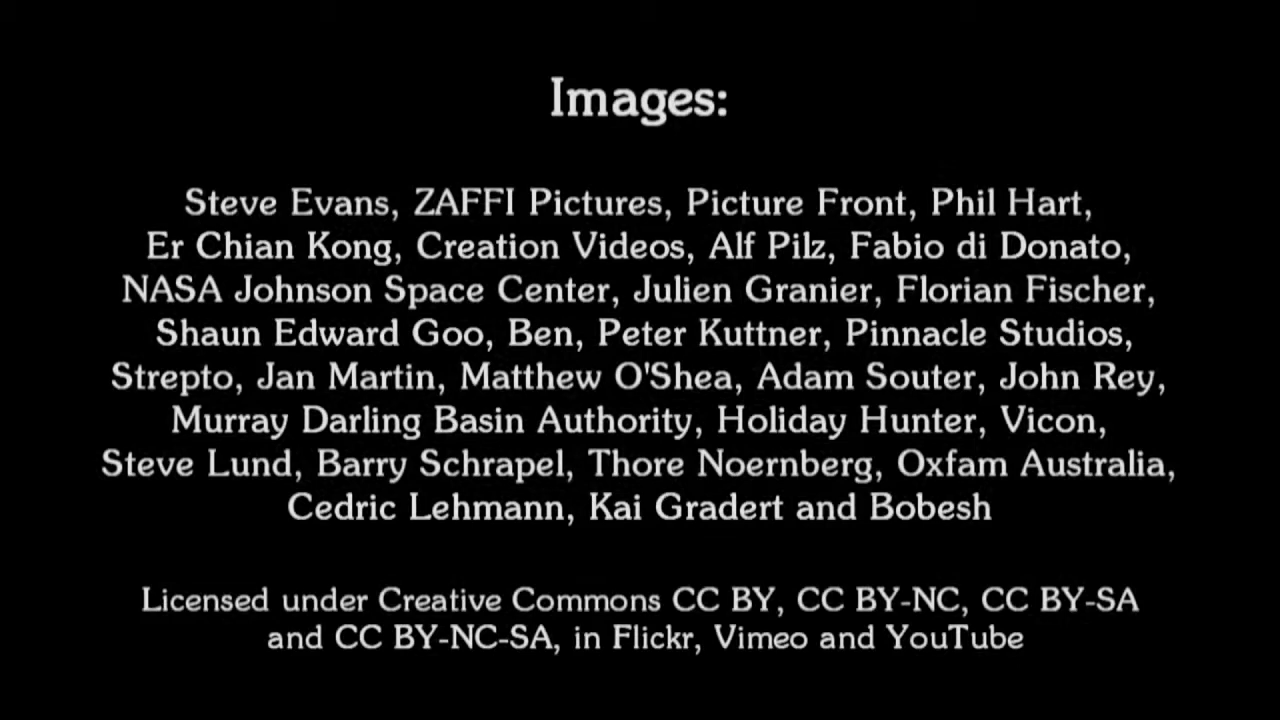 Images:
Steve Evans, ZAFFI Pictures, Picture Front, Phil Hart,
Er Chian Kong, Creation Videos, Alf Pilz, Fabio di Donato,
NASA Johnson Space Center, Julien Granier, Florian Fischer,
Shaun Edward Goo, Ben, Peter Kuttner, Pinnacle Studios,
Strepto, Jan Martin, Matthew O'Shea, Adam Souter, John Rey,
Murray Darling Basin Authority, Holiday Hunter, Vicon,
Steve Lund, Barry Schrapel, Thore Noernberg, Oxfam Australia,
Cedric Lehmann, Kai Gradert and Bobesh
Licensed under Creative Commons CC BY, CC BY-NC, CC BY-SA
and CC BY-NC-SA, in Flickr, Vimeo and YouTube